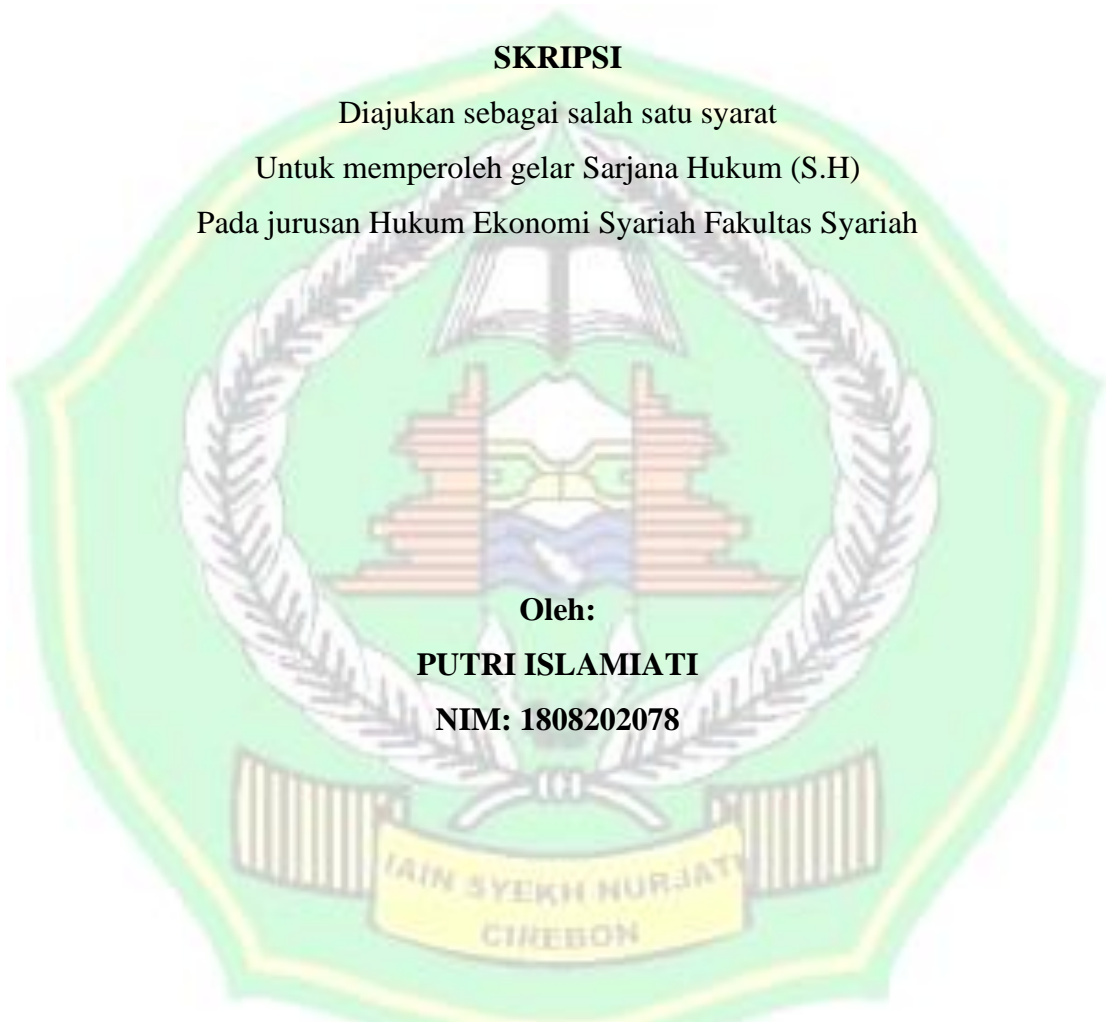 SKRIPSI
Diajukan sebagai salah satu syarat
Untuk memperoleh gelar Sarjana Hukum (S.H)
Pada jurusan Hukum Ekonomi Syariah Fakultas Syariah
Oleh:
PUTRI ISLAMIATI
NIM: 1808202078
IAIN SYEKH NURJATI
CIREBON